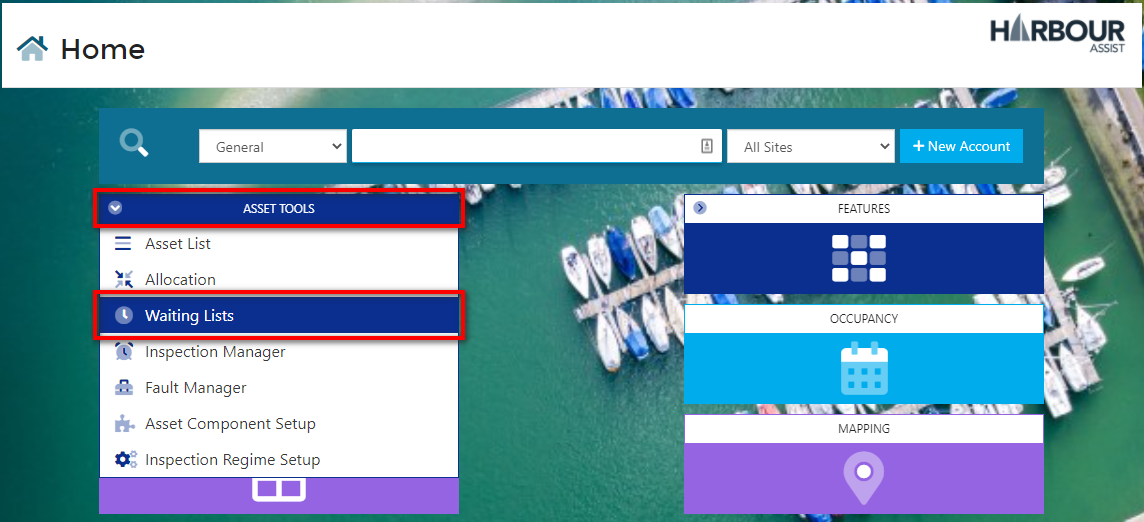 Home
HARBOUR
ASSIST
General
All Sites
+ New Account
ASSET TOOLS
Asset List
Allocation
Waiting Lists
Inspection Manager
Fault Manager
Asset Component Setup
Inspection Regime Setup
FEATURES
OCCUPANCY
MAPPING